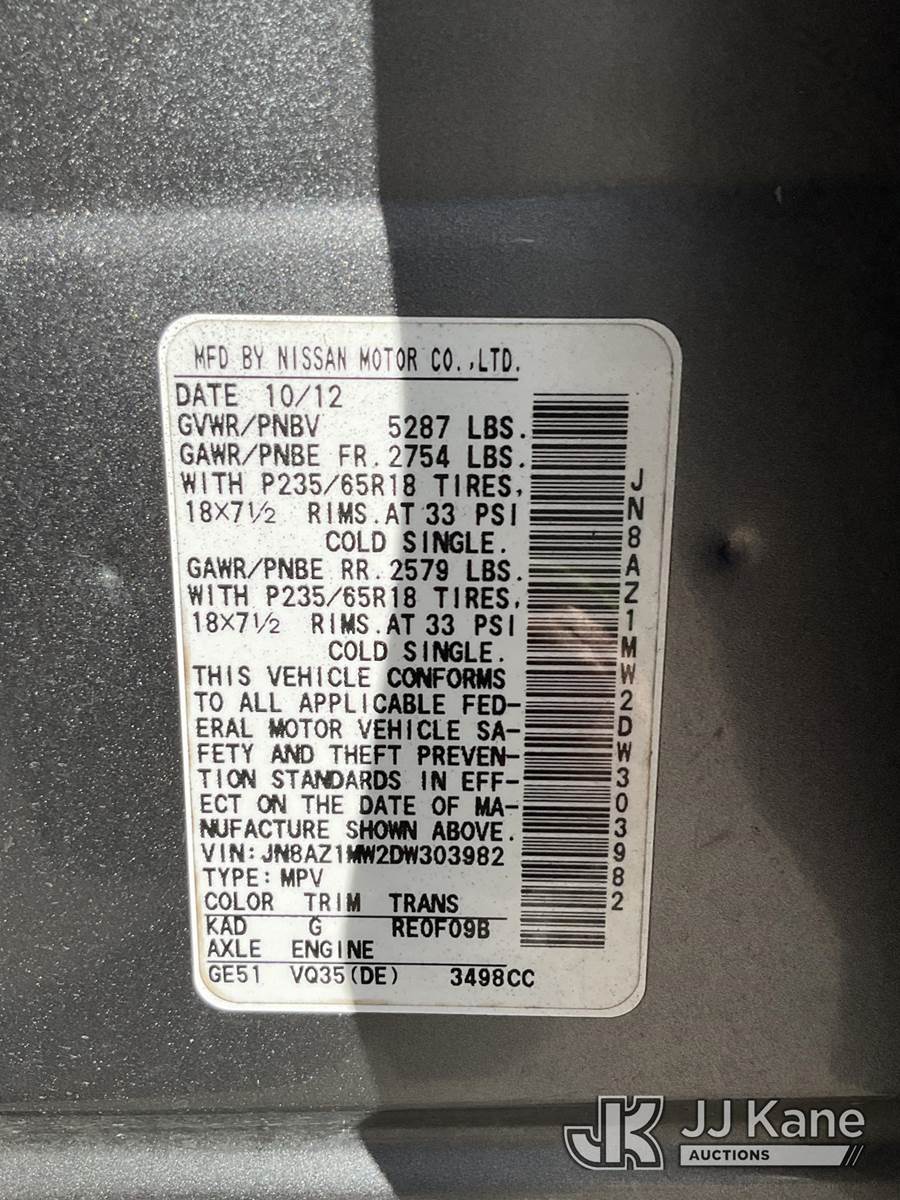 MFD BY NISSAN MOTOR CO.,LTD.
DATE 10/12
GVWR/PNBV 5287 LBS.
GAWR/PNBE FR. 2754 LBS.
WITH P235/65R18 TIRES,
18×7½ RIMS. AT 33 PSI
COLD SINGLE.
GAWR/PNBE RR. 2579 LBS.
WITH P235/65R18 TIRES,
18×7½ RIMS. AT 33 PSI
COLD SINGLE.
THIS VEHICLE CONFORMS
TO ALL APPLICABLE FED-
ERAL MOTOR VEHICLE SA-
FETY AND THEFT PREVEN-
TION STANDARDS IN EFF-
ECT ON THE DATE OF MA-
NUFACTURE SHOWN ABOVE.
VIN: JN8AZ1MW2DW303982
TYPE: MPV
COLOR TRIM TRANS
KAD G RE0F09B
AXLE ENGINE
GE51 VQ35(DE) 3498CC
JN8AZ1MW2DW303982
JK JJ Kane
AUCTIONS